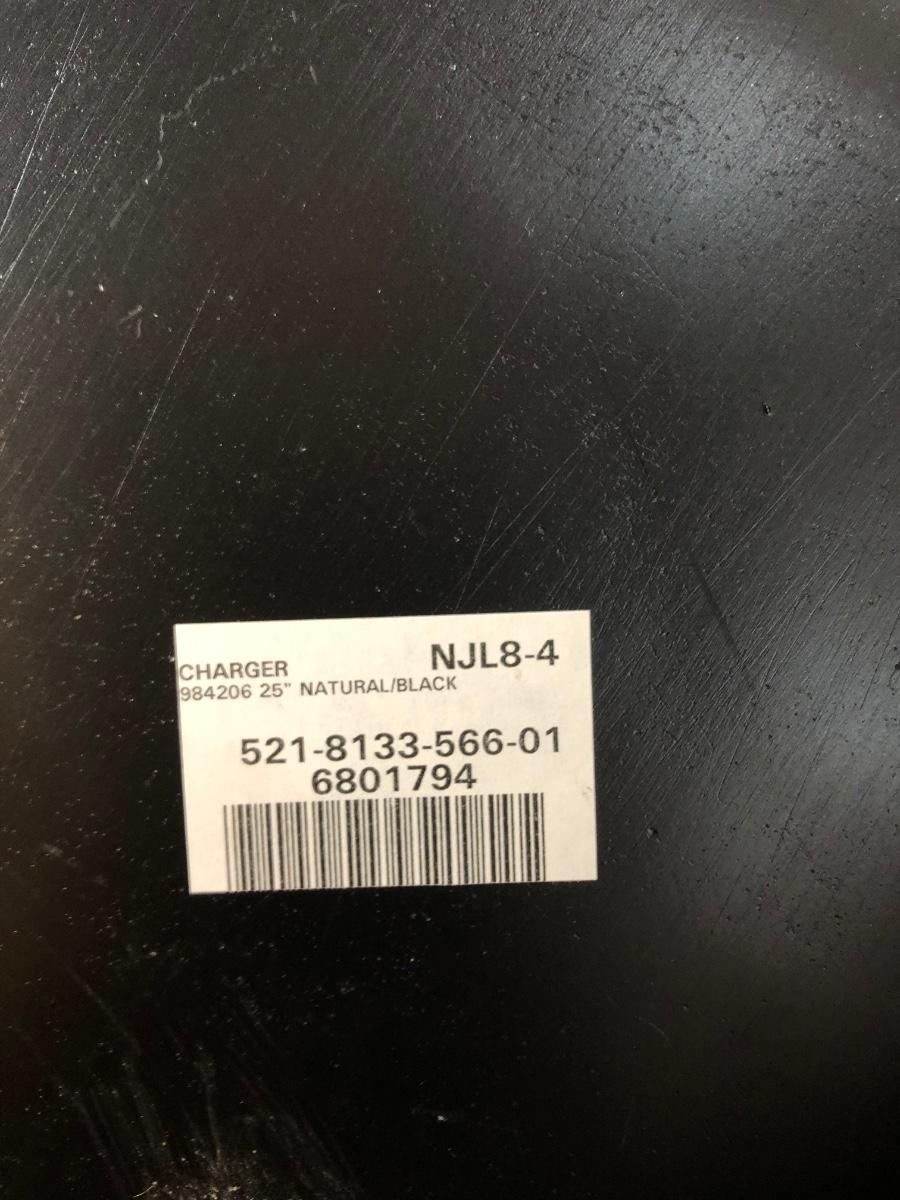 CHARGER NJL8-4
984206 25" NATURAL/BLACK
521-8133-566-01
6801794